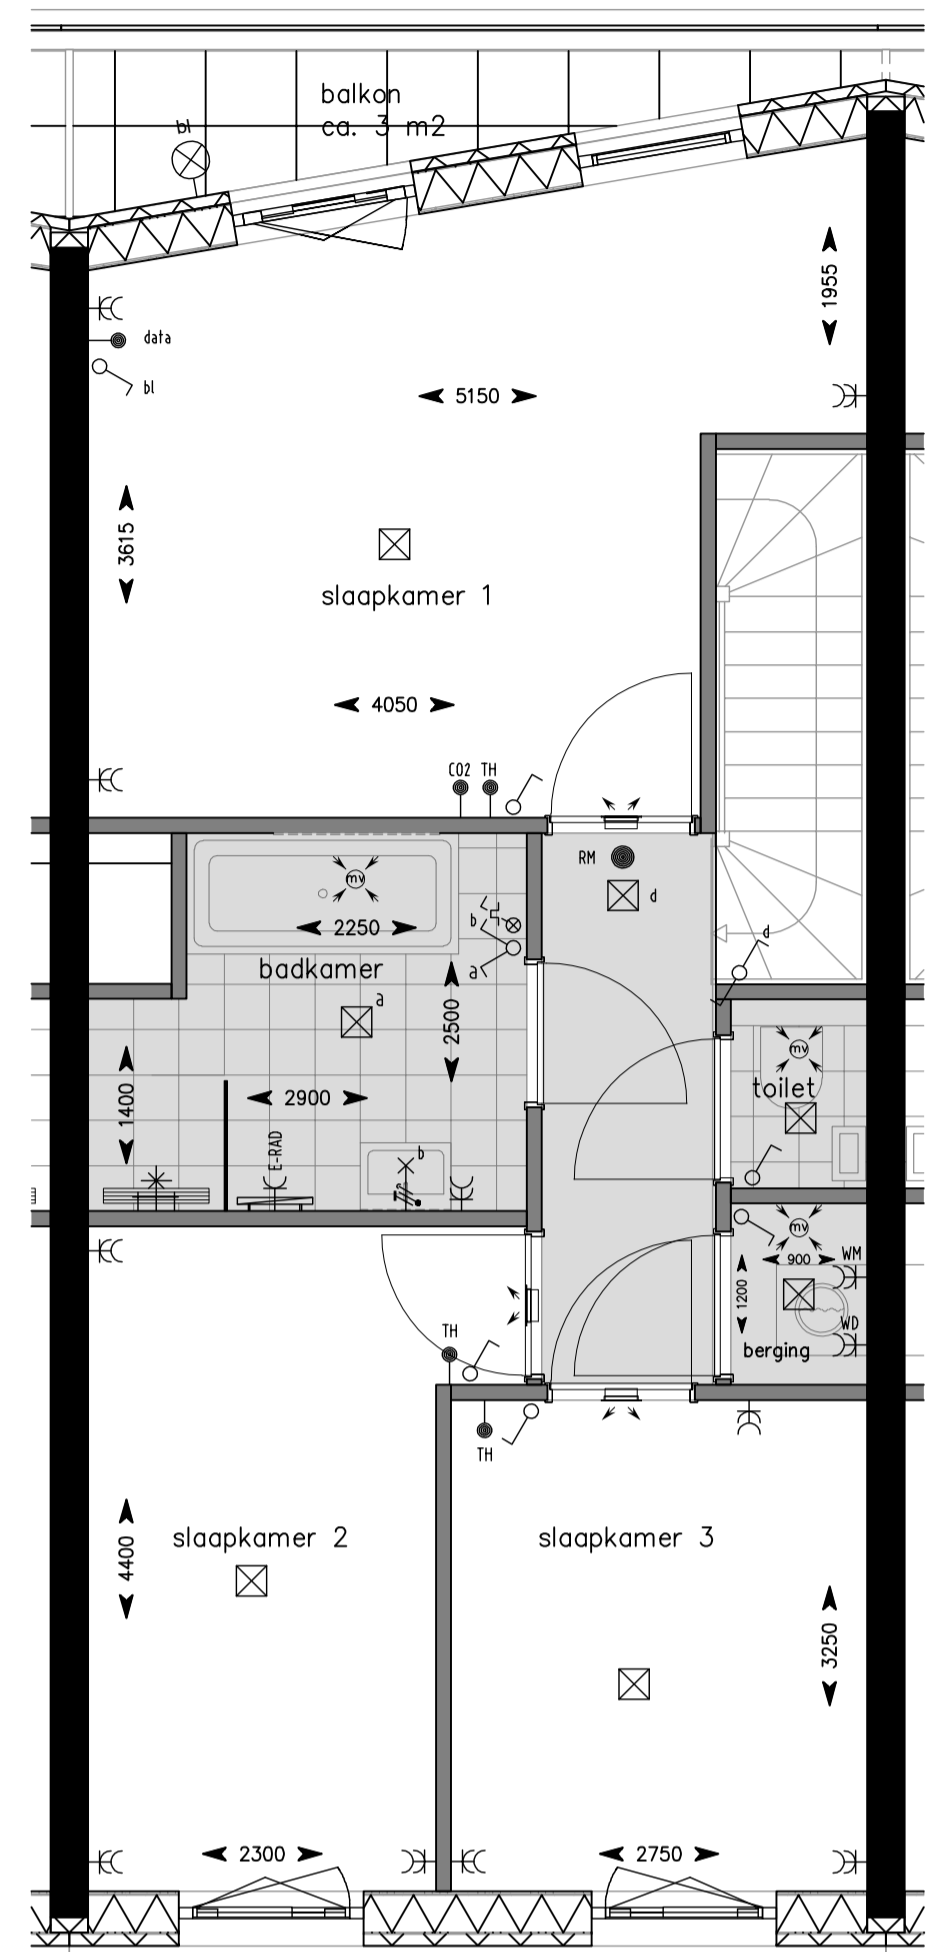 balkon
ca. 3 m2
bl
1955
data
bl
5150
3615
slaapkamer 1
4050
CO2 TH
RM
d
mv
2250
b
a
d
badkamer
a
2500
mv
toilet
1400
2900
E-RAD
b
mv
900
WM
1200
WD
berging
TH
TH
4400
slaapkamer 2
slaapkamer 3
3250
2300
2750